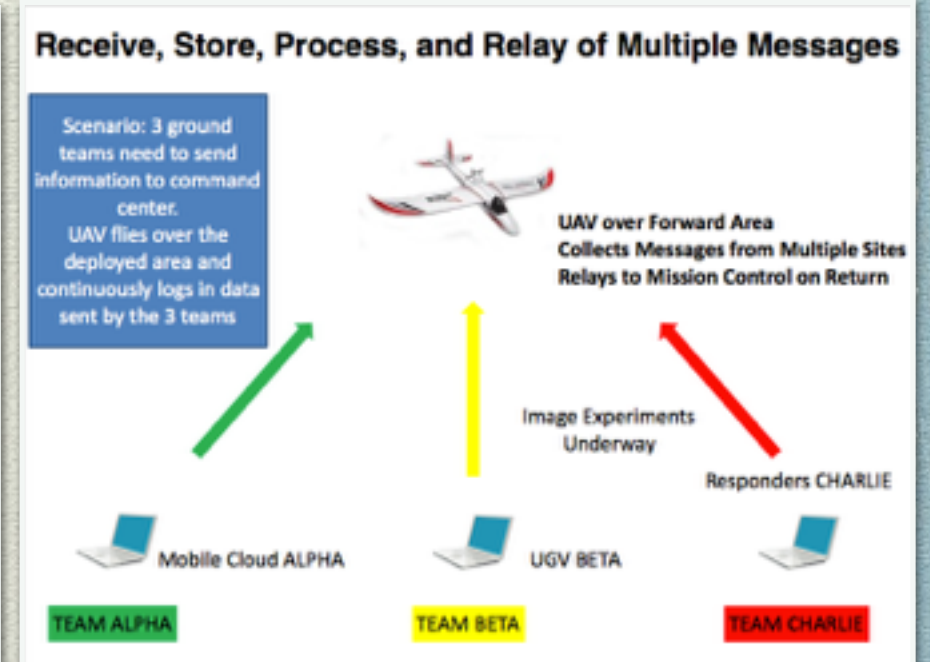 Receive, Store, Process, and Relay of Multiple Messages
Scenario: 3 ground
teams need to send
information to command
center.
UAV flies over the
deployed area and
continuously logs in data
sent by the 3 teams
UAV over Forward Area
Collects Messages from Multiple Sites
Relays to Mission Control on Return
Image Experiments
Underway
Responders CHARLIE
Mobile Cloud ALPHA
UGV BETA
TEAM ALPHA
TEAM BETA
TEAM CHARLIE